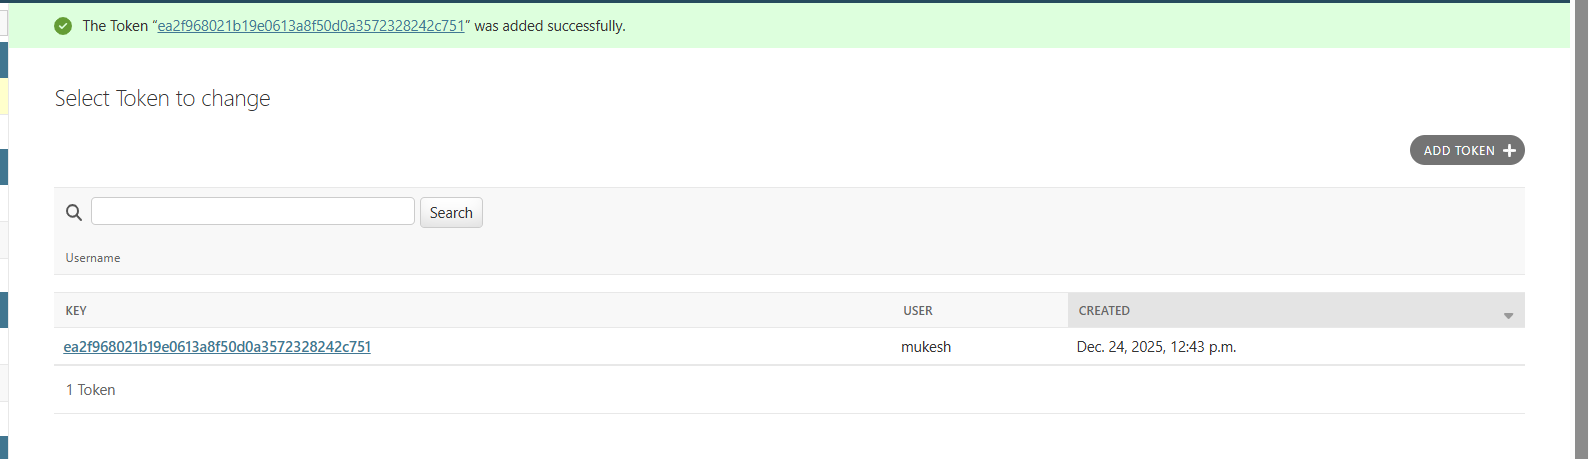 The Token “ea2f968021b19e0613a8f50d0a3572328242c751” was added successfully.
Select Token to change
ADD TOKEN
Search
Username
KEY USER CREATED
ea2f968021b19e0613a8f50d0a3572328242c751 mukesh Dec. 24, 2025, 12:43 p.m.
1 Token